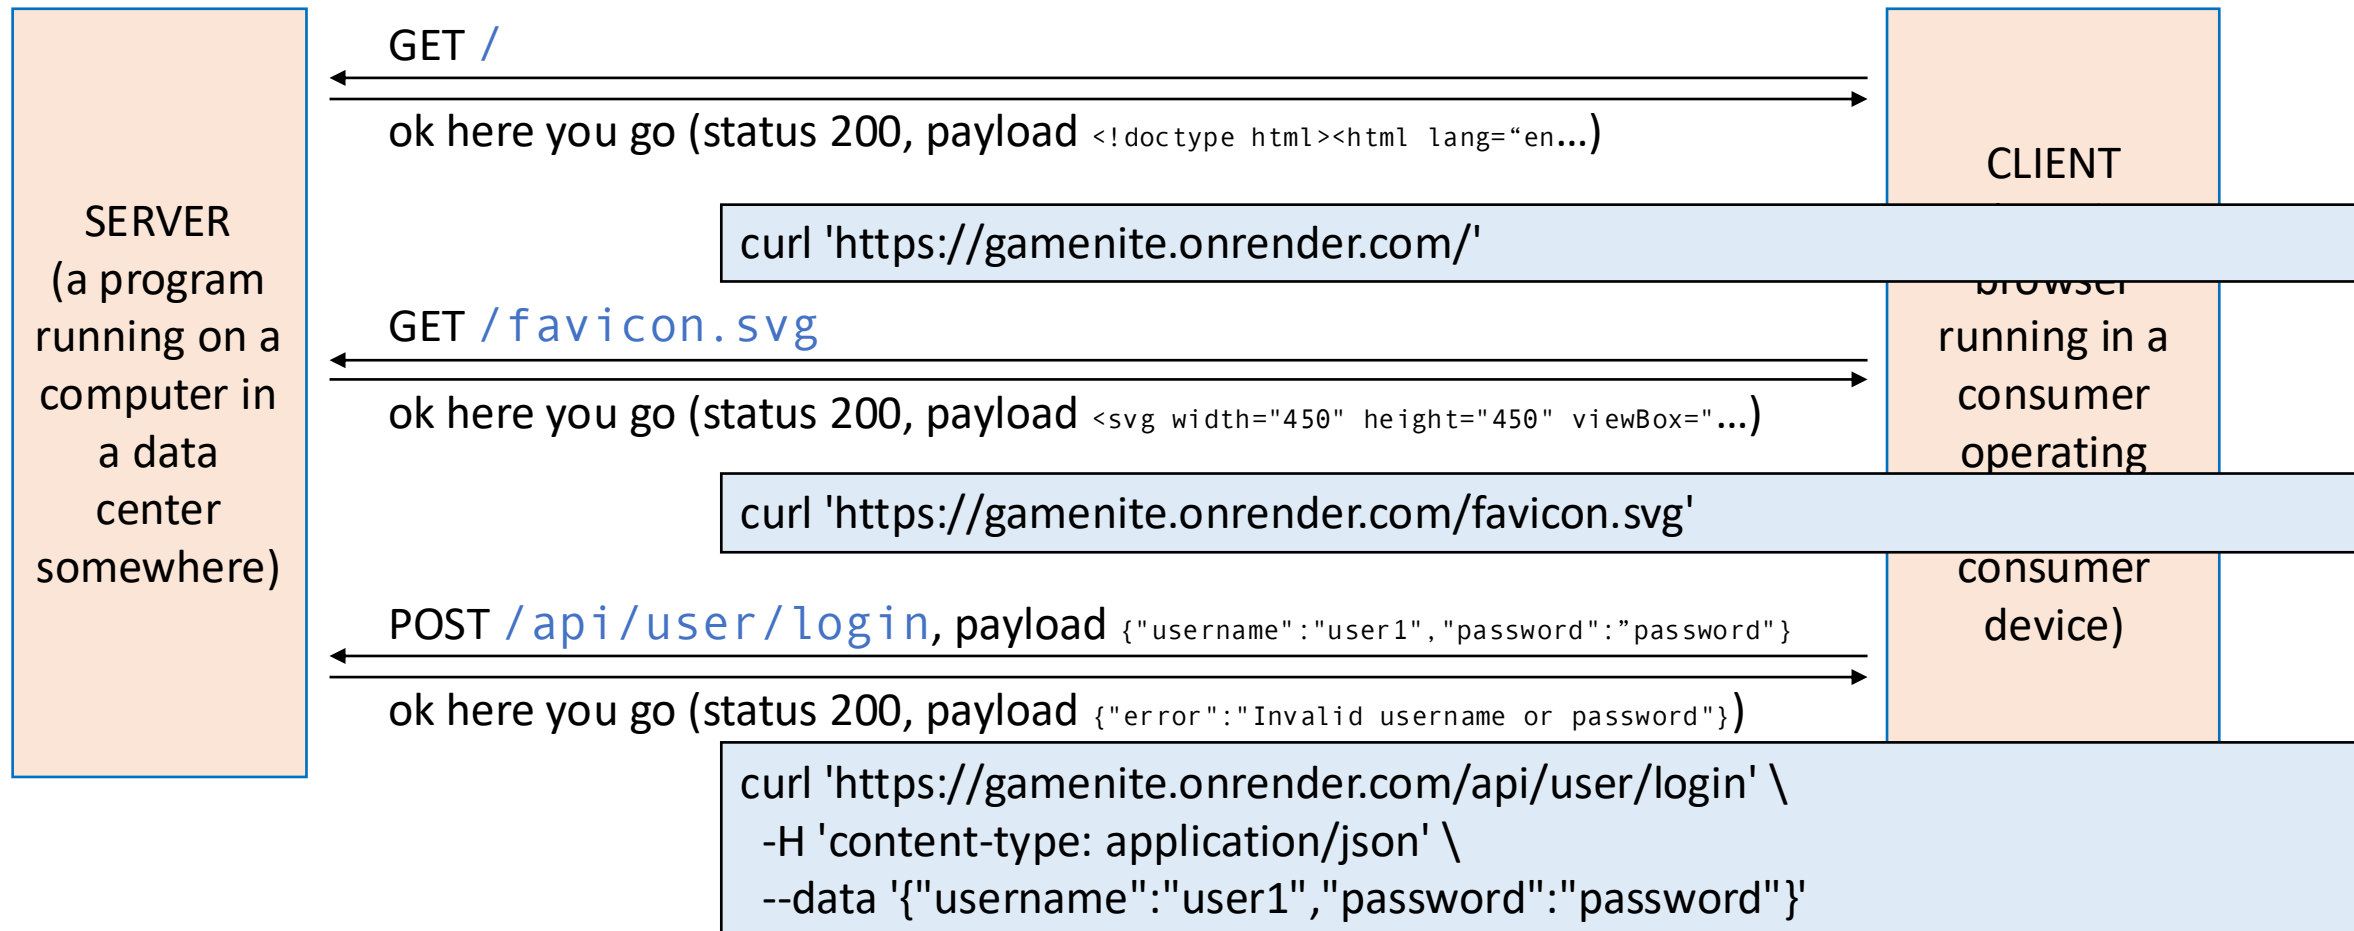 SERVER
(a program
running on a
computer in
a data
center
somewhere)
GET /
ok here you go (status 200, payload <!doctype html><html lang=“en...)
curl 'https://gamenite.onrender.com/'
GET /favicon.svg
ok here you go (status 200, payload <svg width="450" height="450" viewBox="...)
curl 'https://gamenite.onrender.com/favicon.svg'
POST /api/user/login, payload {"username":"user1","password":”password"}
ok here you go (status 200, payload {"error":"Invalid username or password"})
curl 'https://gamenite.onrender.com/api/user/login' \
-H 'content-type: application/json' \
--data '{"username":"user1","password":"password"}'
CLIENT
browser
running in a
consumer
operating
consumer
device)